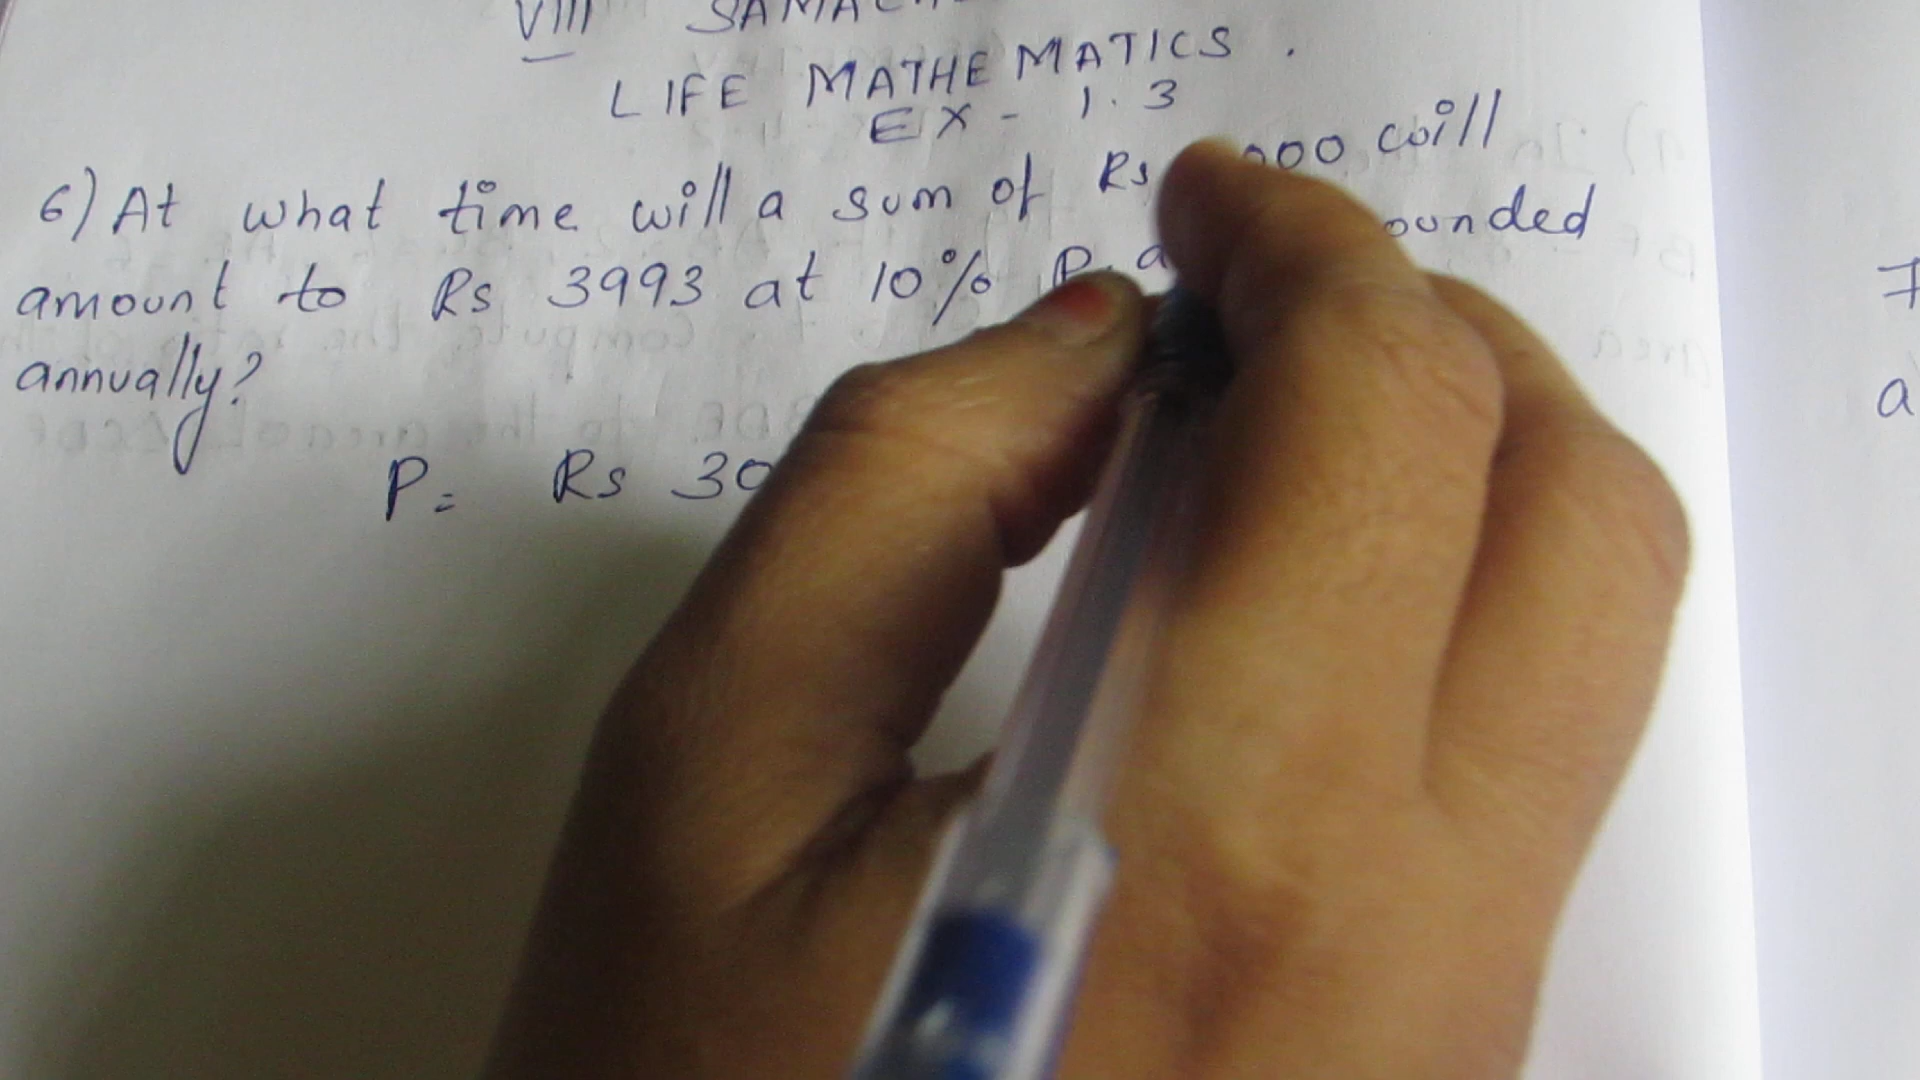 VIII
LIFE MATHEMATICS .
EX - 1.3
6) At what time will a sum of Rs will
amount to Rs 3993 at 10% P. a
annually?
P = Rs 30